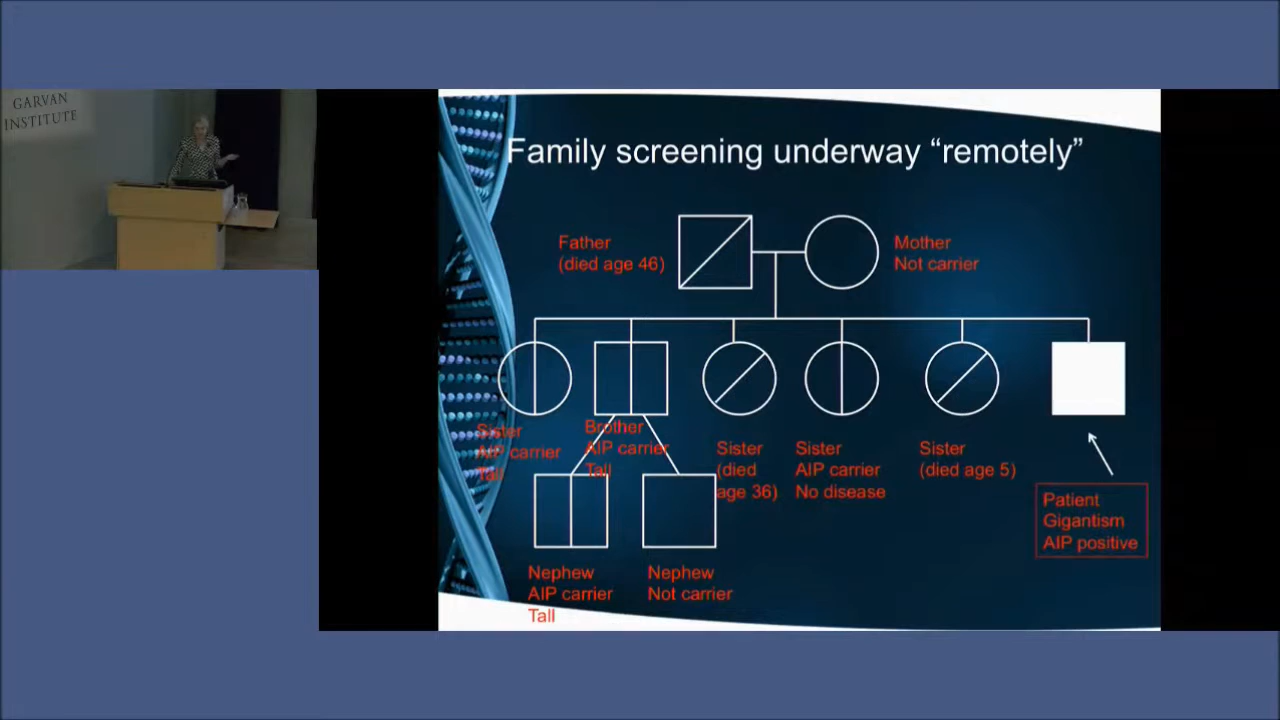 GARVAN
INSTITUTE
Family screening underway “remotely”
Father
(died age 46)
Mother
Not carrier
Sister
AIP carrier
Tall
Brother
AIP carrier
Tall
Sister
(died
age 36)
Sister
AIP carrier
No disease
Sister
(died age 5)
Patient
Gigantism
AIP positive
Nephew
AIP carrier
Tall
Nephew
Not carrier